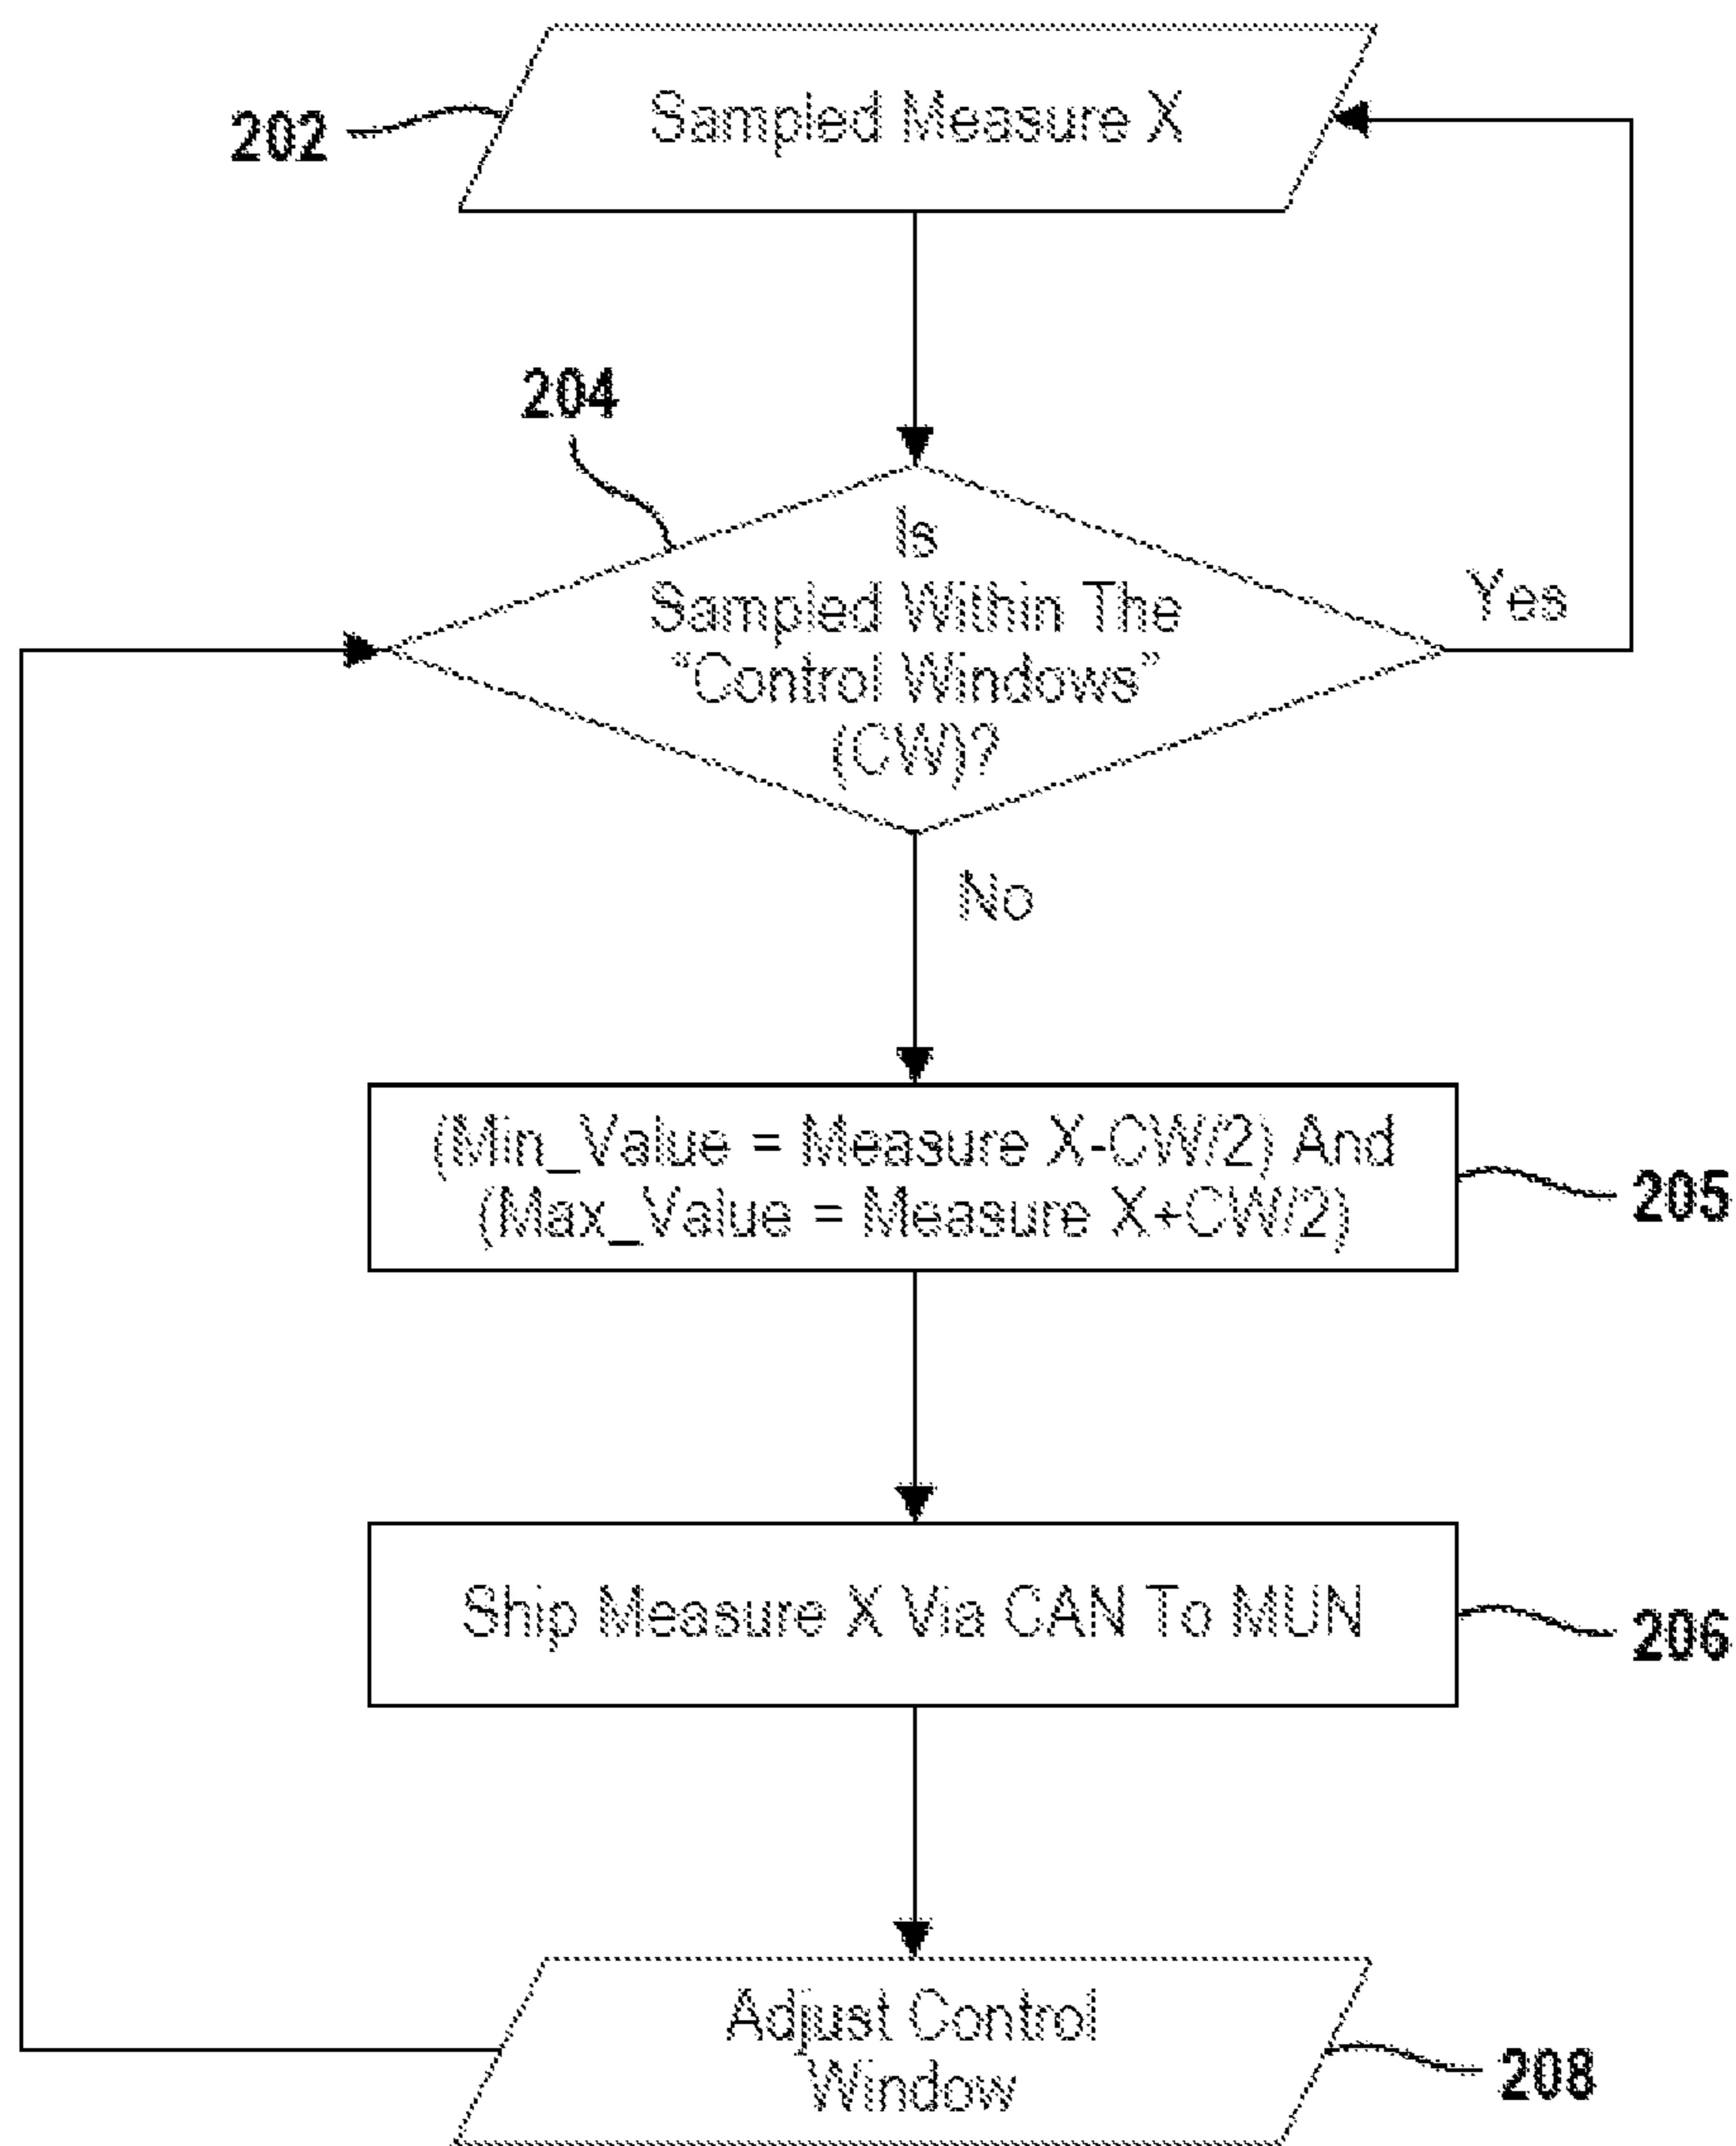 202
Sampled Measure X
204
Is
Sampled Within The
"Control Windows"
(CW)?
Yes
No
(Min_Value = Measure X-CW/2) And
(Max_Value = Measure X+CW/2)
205
Ship Measure X Via CAN To MUN
206
Adjust Control
Window
208